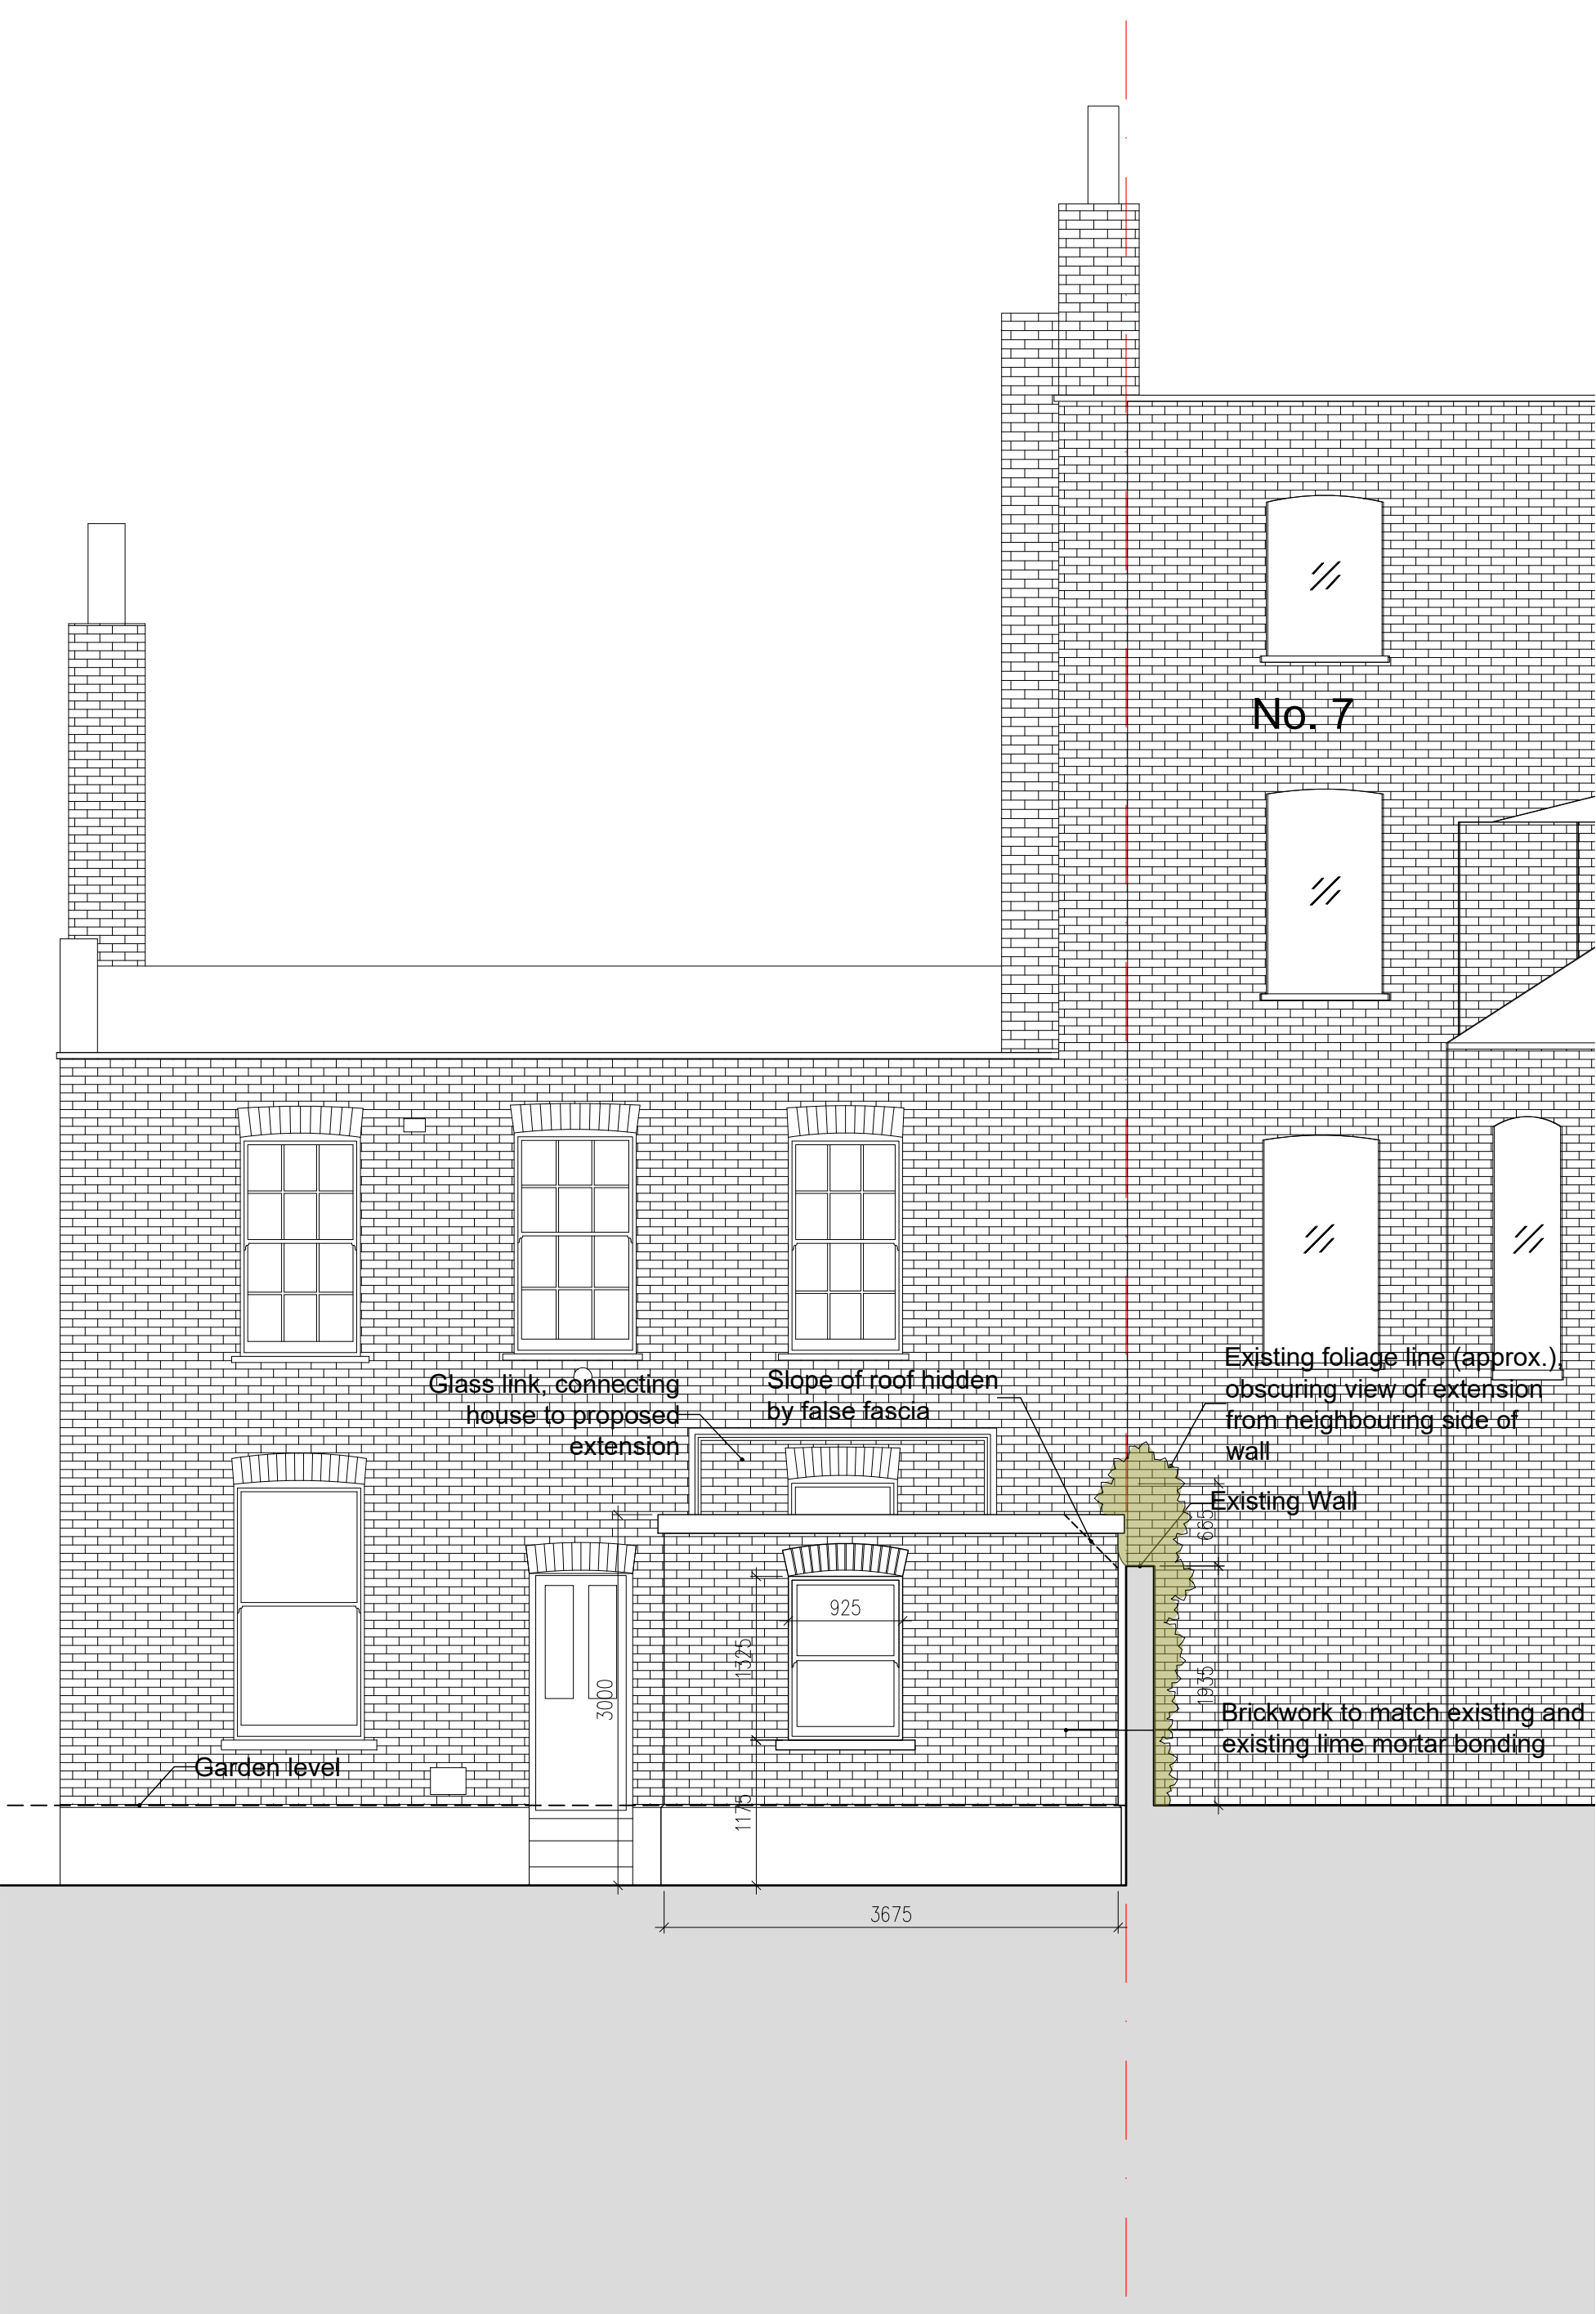 No. 7
Existing foliage line (approx.),
obscuring view of extension
from neighbouring side of
wall
Glass link, connecting
house to proposed
extension
Slope of roof hidden
by false fascia
Existing Wall
665
925
1325
3000
1935
Brickwork to match existing and
existing lime mortar bonding
Garden level
1175
3675